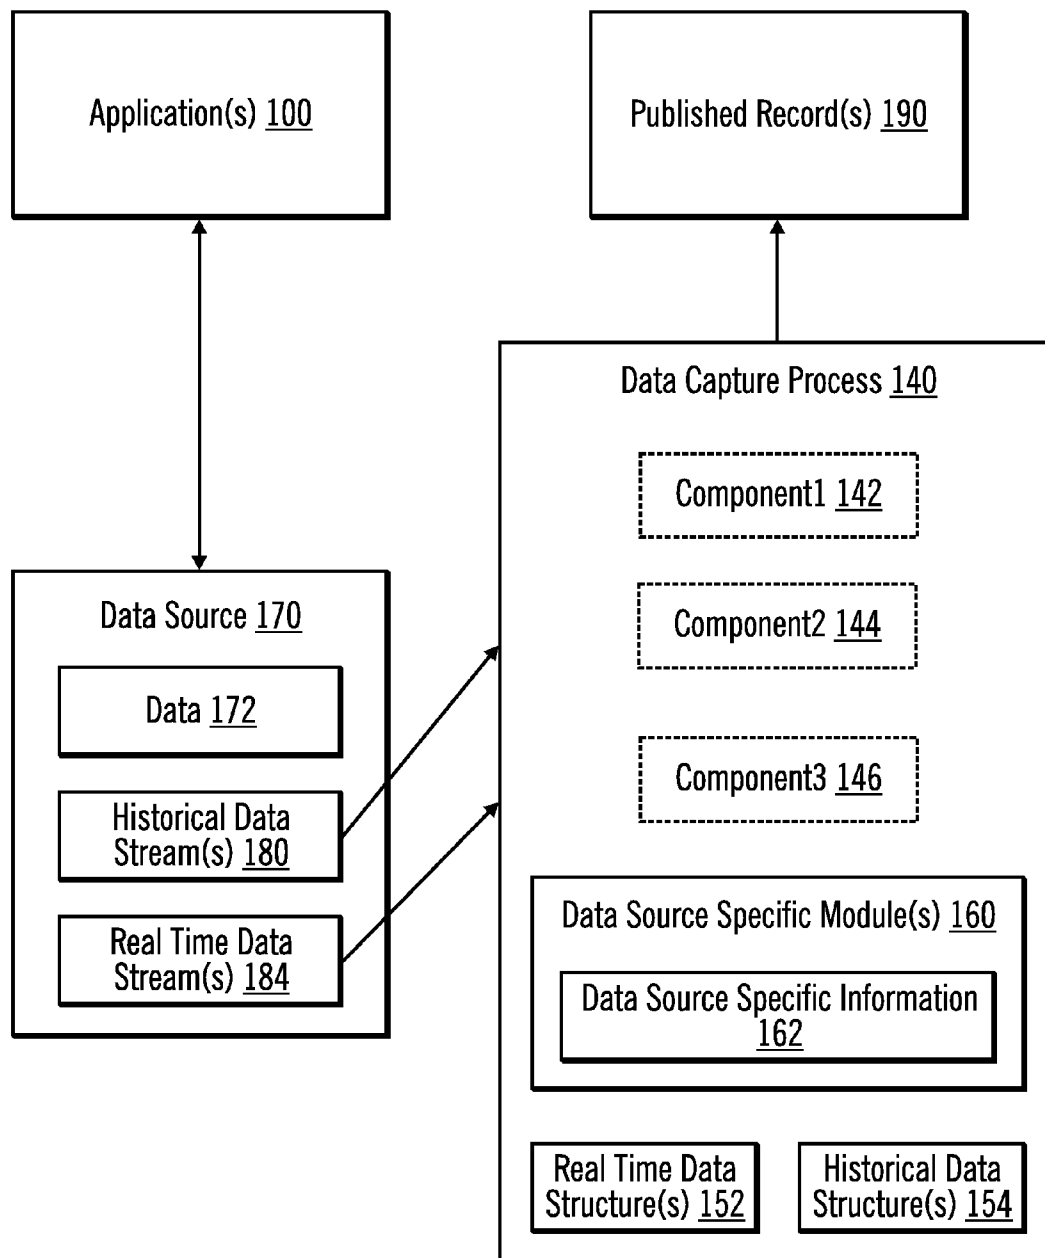 Application(s) 100
Published Record(s) 190
Data Capture Process 140
Component1 142
Component2 144
Component3 146
Data Source 170
Data 172
Historical Data
Stream(s) 180
Real Time Data
Stream(s) 184
Data Source Specific Module(s) 160
Data Source Specific Information
162
Real Time Data
Structure(s) 152
Historical Data
Structure(s) 154